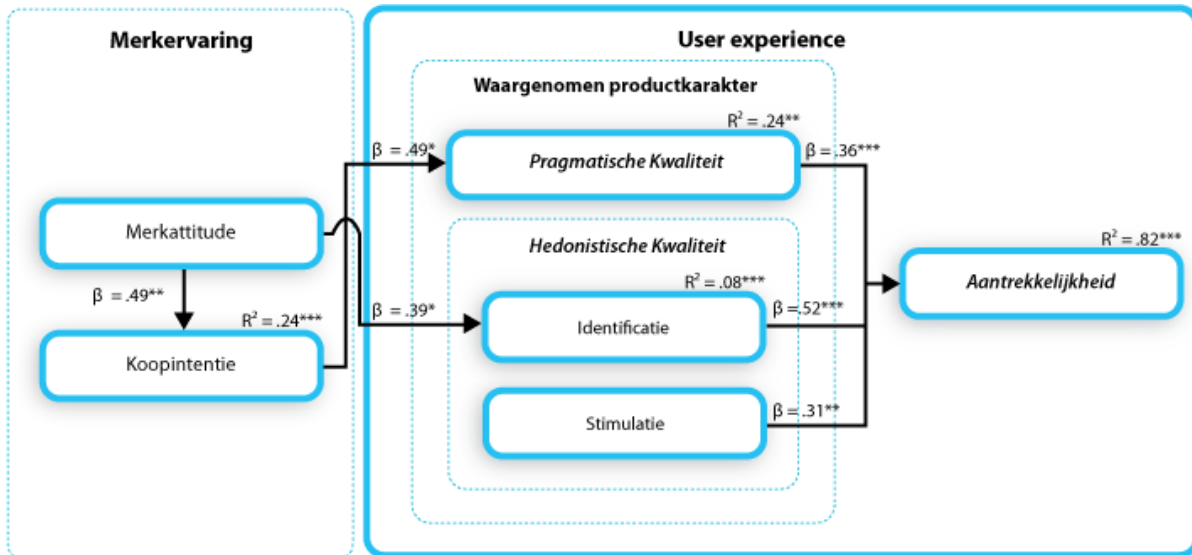 Merkervaring
User experience
Waargenomen productkarakter
R² = .24**
β = .49*
Pragmatische Kwaliteit
β = .36***
Merkattitude
Hedonistische Kwaliteit
R² = .82***
Aantrekkelijkheid
β = .49**
R² = .08***
β = .39*
Identificatie
β = .52***
R² = .24***
Koopintentie
Stimulatie
β = .31**